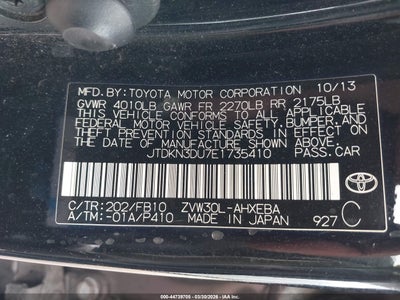 MFD.BY: TOYOTA MOTOR CORPORATION 10/13
GVWR 4010LB GAWR FR 2270LB RR 2175LB
THIS VEHICLE CONFORMS TO ALL APPLICABLE
FEDERAL MOTOR VEHICLE SAFETY, BUMPER, AND
THEFT PREVENTION STANDARDS IN EFFECT ON
THE DATE OF MANUFACTURE SHOWN ABOVE.
JTDKN3DU7E1735410 PASS.CAR
C/TR: 202/FB10 ZVW30L-AHXEBA
A/TM: -01A/P410 MADE IN JAPAN 927 C
TOYOTA
000-44739706 - 03/30/2026 - IAA Inc.